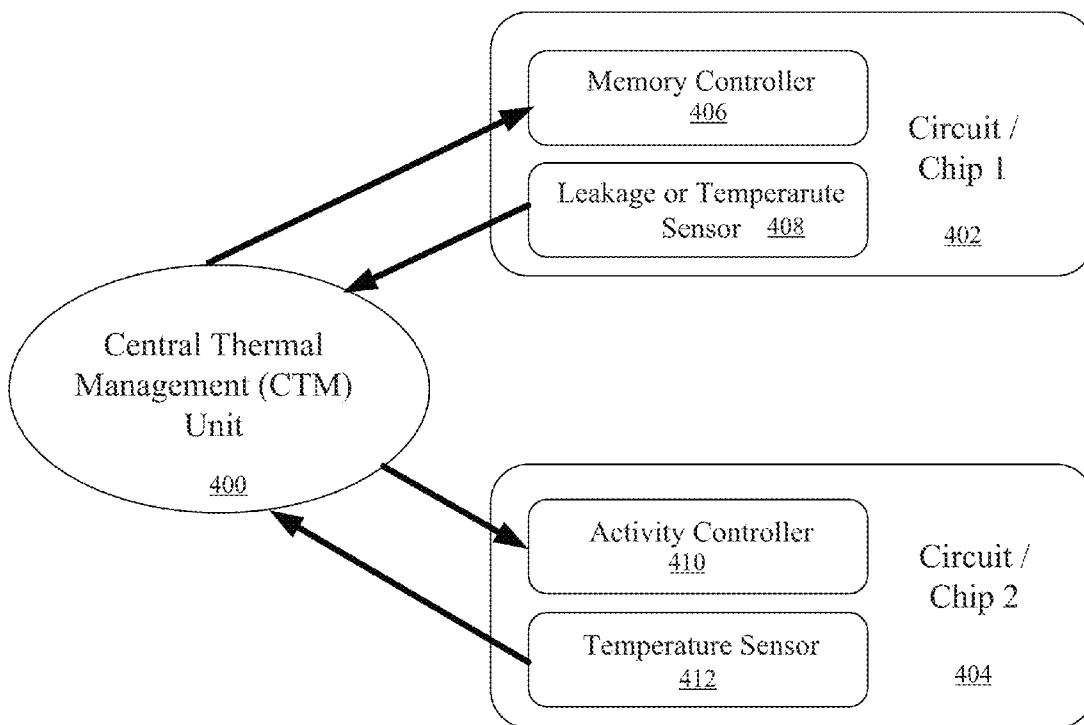 Memory Controller
406
Leakage or Temperarute
Sensor 408
Circuit /
Chip 1
402
Central Thermal
Management (CTM)
Unit
400
Activity Controller
410
Temperature Sensor
412
Circuit /
Chip 2
404